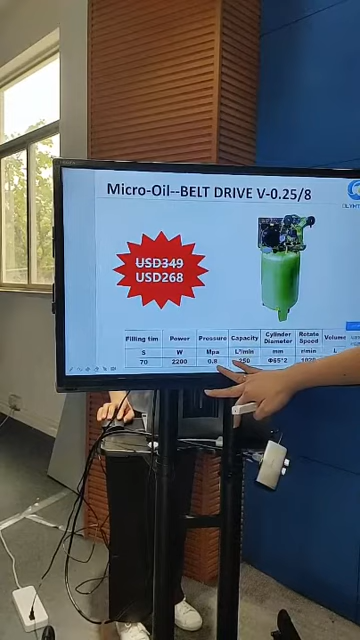 Micro-Oil--BELT DRIVE V-0.25/8
USD349
USD268
Filling tim Power Pressure Capacity Cylinder Diameter Rotate Speed Volume
S W Mpa L*/min mm r/min L
70 2200 0.8 250 Φ65*2